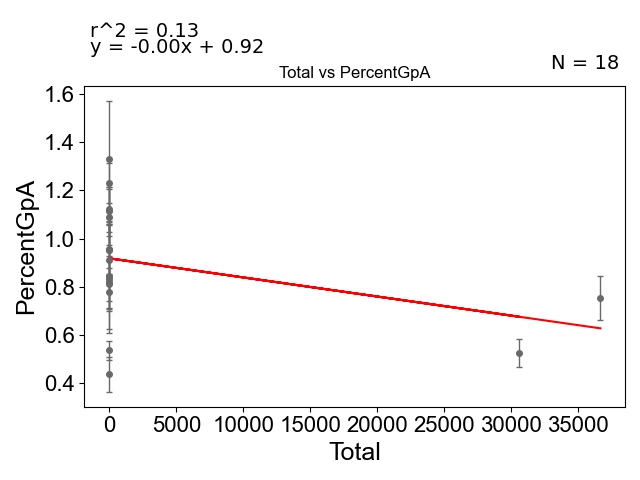 r^2 = 0.13
y = -0.00x + 0.92
N = 18
Total vs PercentGpA
1.6
1.4
1.2
1.0
0.8
0.6
0.4
PercentGpA
0 5000 10000 15000 20000 25000 30000 35000
Total